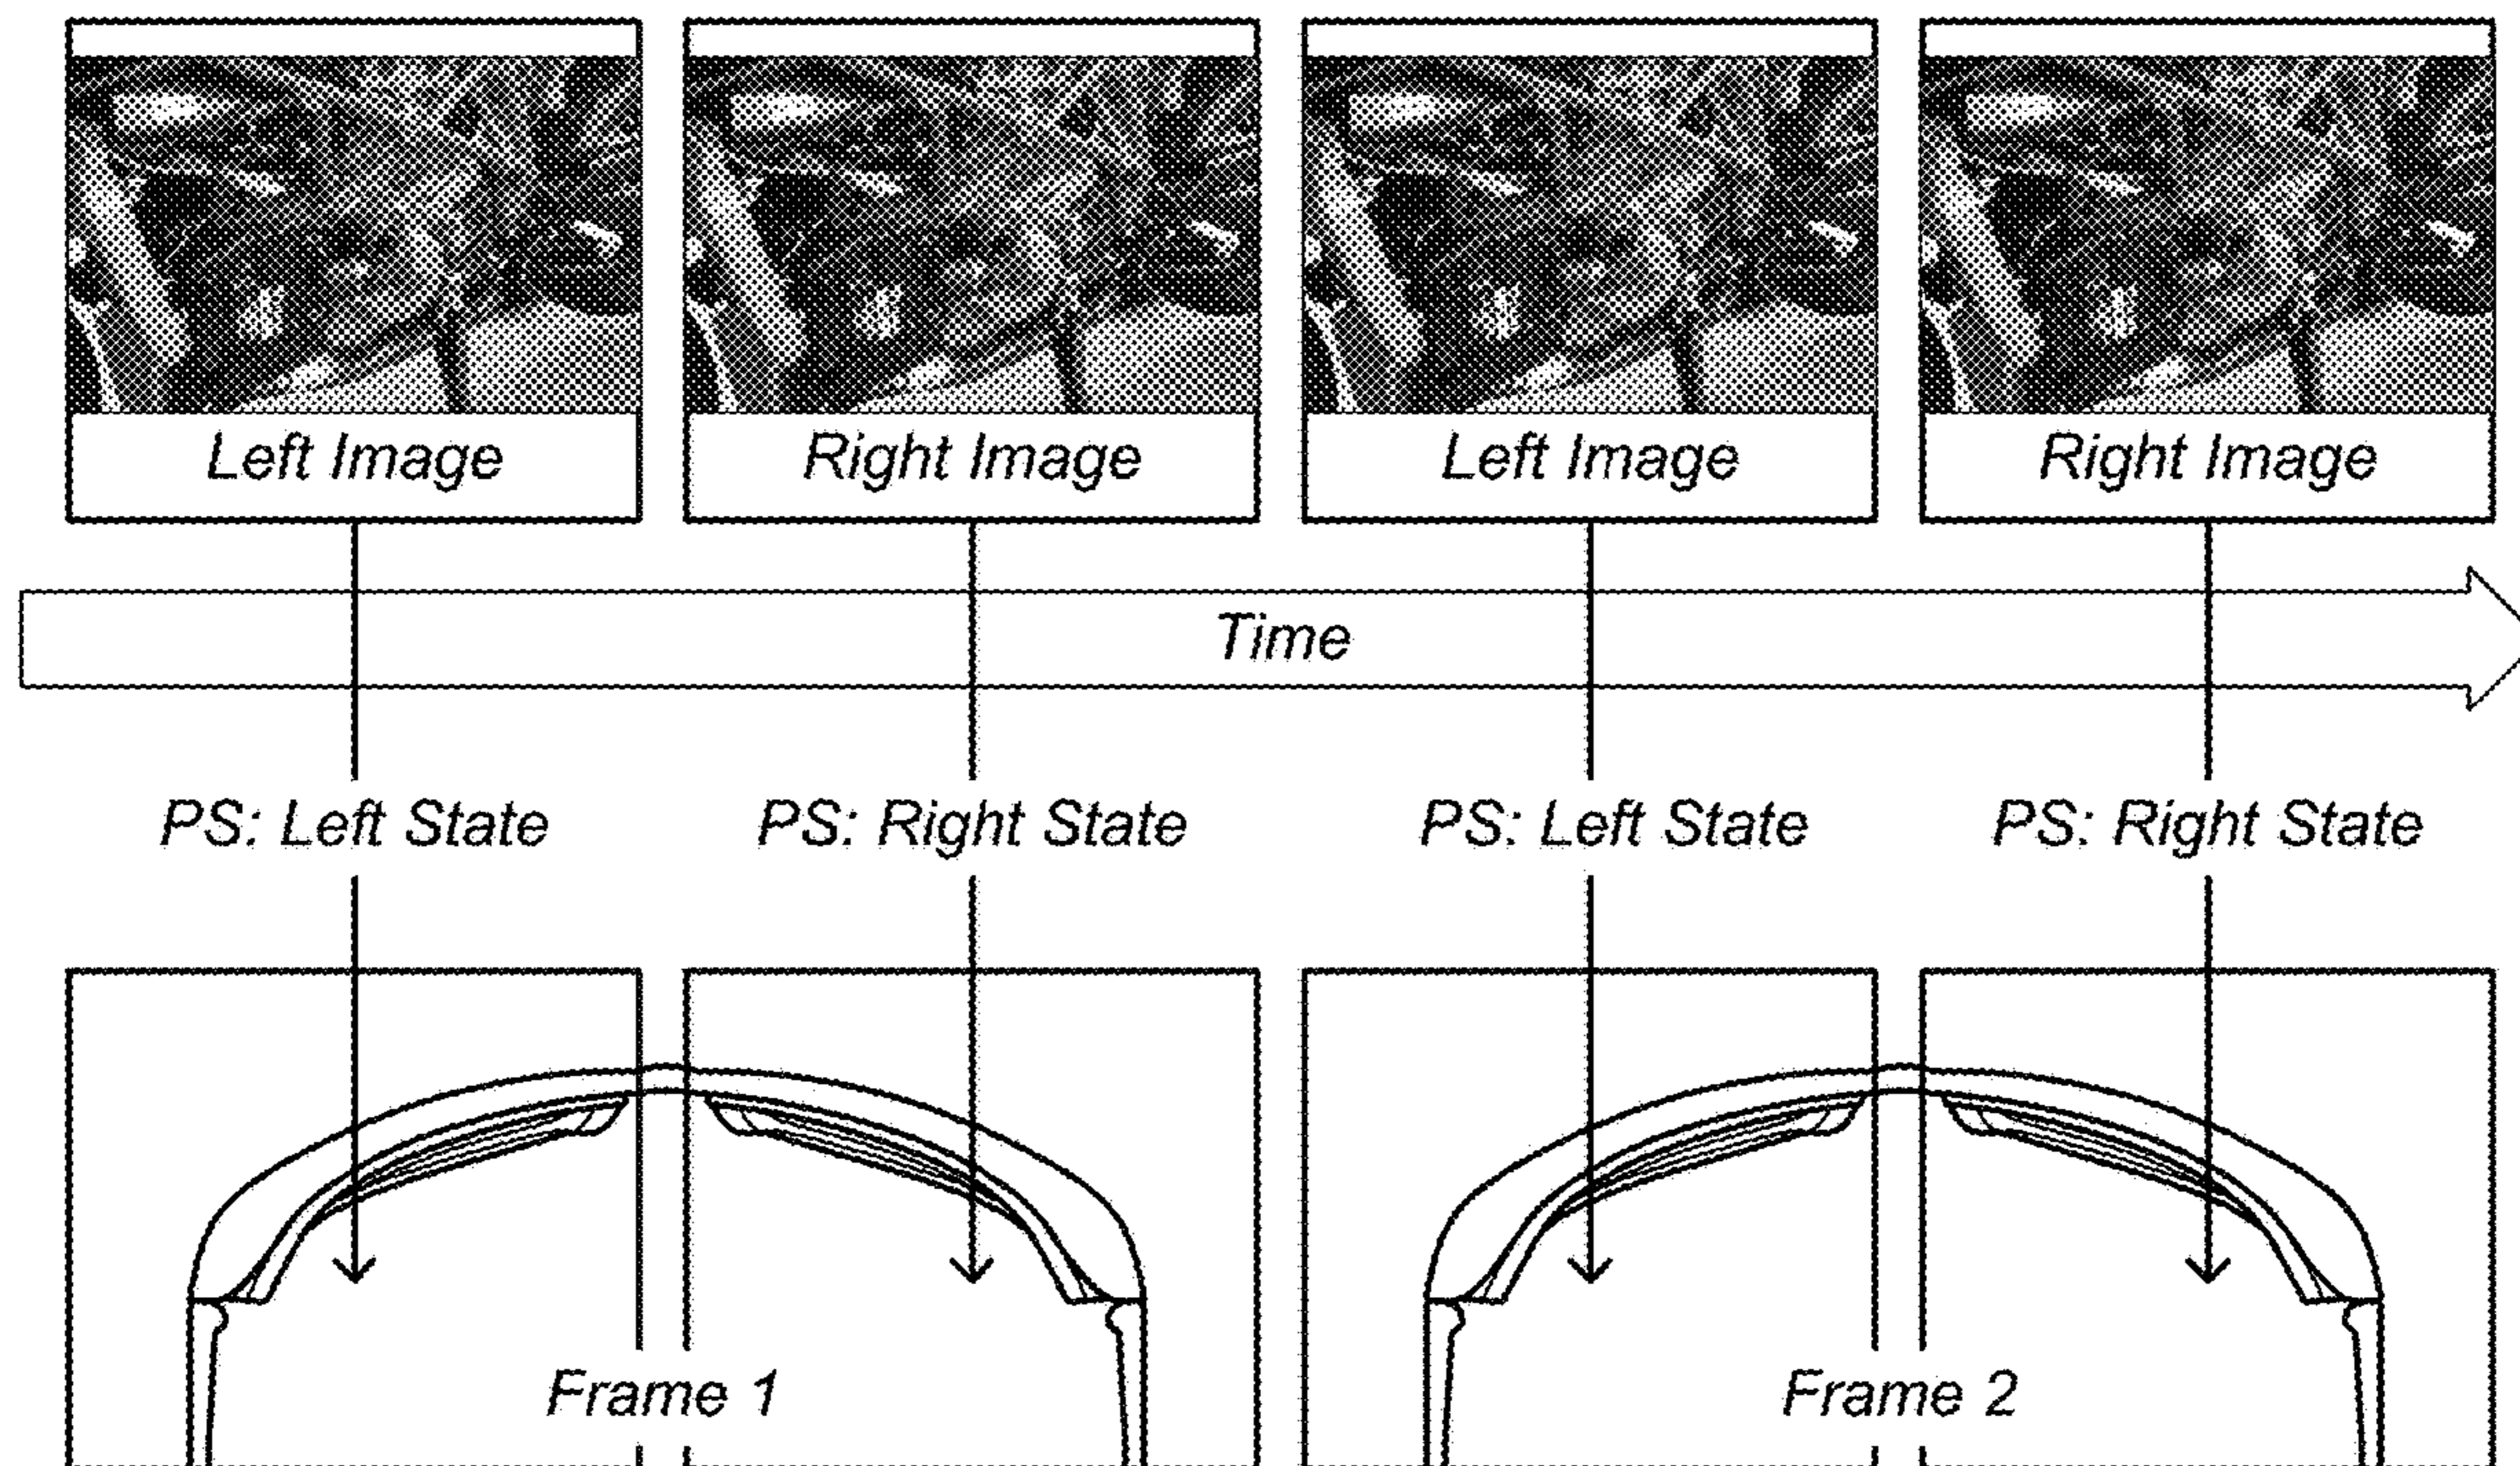 Left Image
Right Image
Left Image
Right Image
Time
PS: Left State
PS: Right State
PS: Left State
PS: Right State
Frame 1
Frame 2